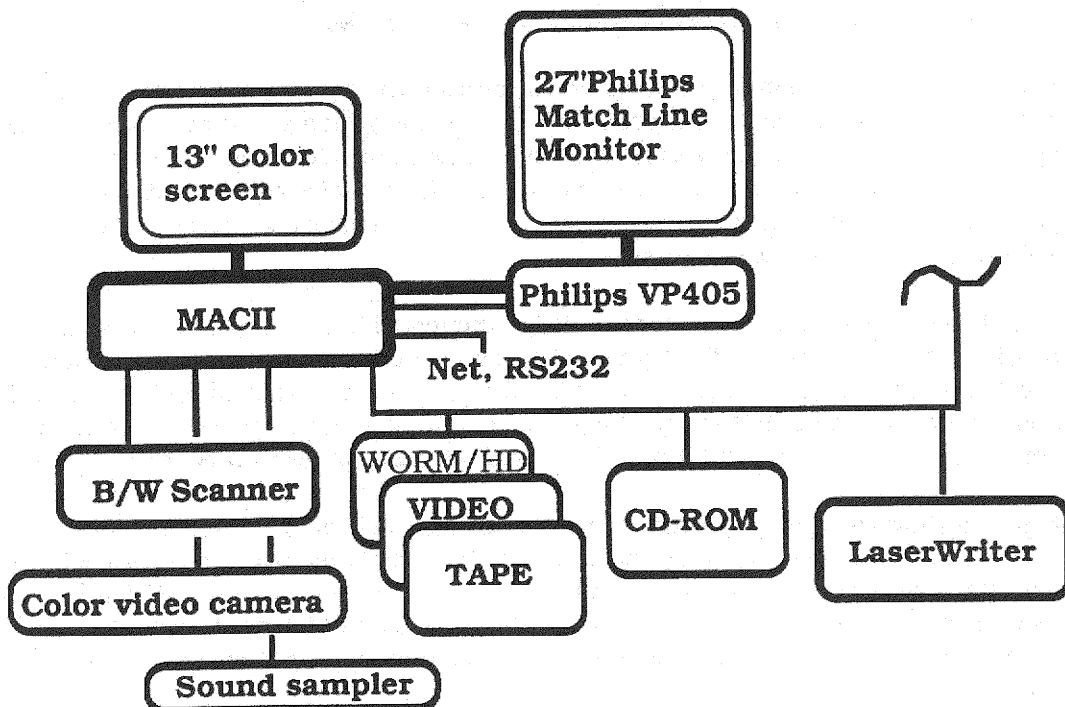 27"Philips
Match Line
Monitor
13" Color
screen
Philips VP405
MACII
Net, RS232
WORM/HD
B/W Scanner
VIDEO
CD-ROM
LaserWriter
TAPE
Color video camera
Sound sampler